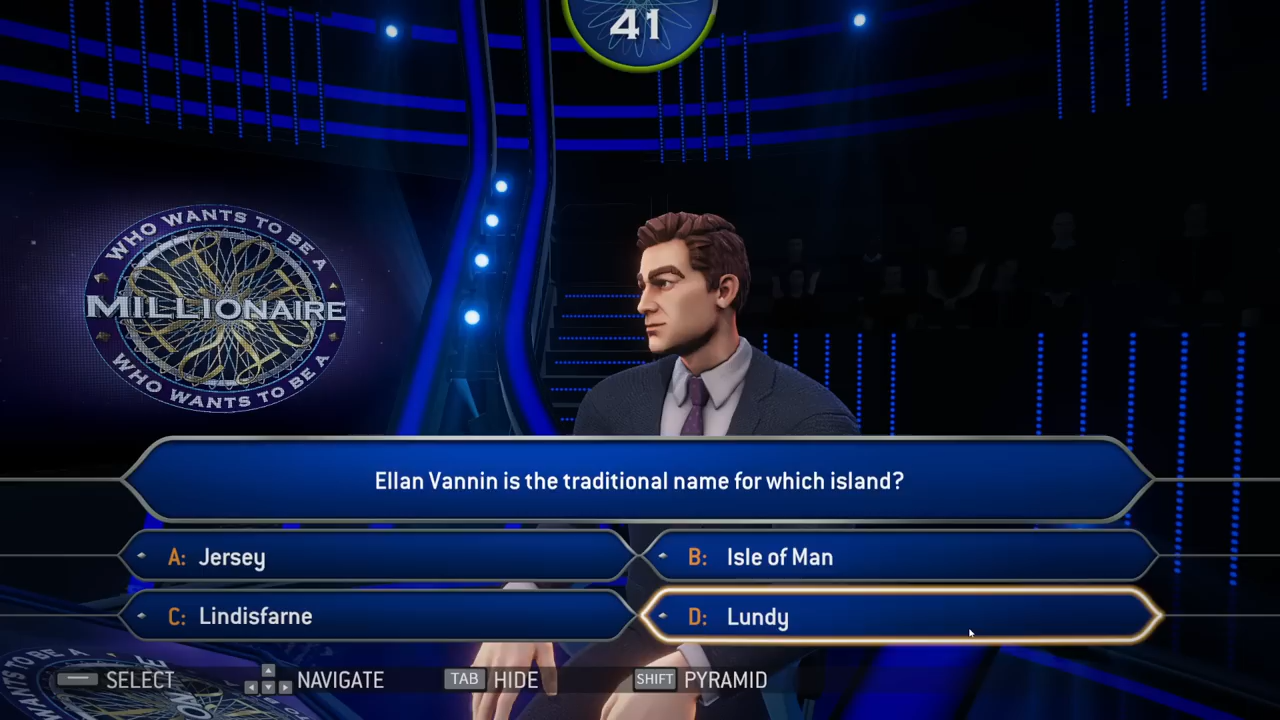 41
WHO WANTS TO BE A
MILLIONAIRE
WHO WANTS TO BE A
Ellan Vannin is the traditional name for which island?
A: Jersey
B: Isle of Man
C: Lindisfarne
D: Lundy
SELECT
NAVIGATE
TAB HIDE
SHIFT PYRAMID